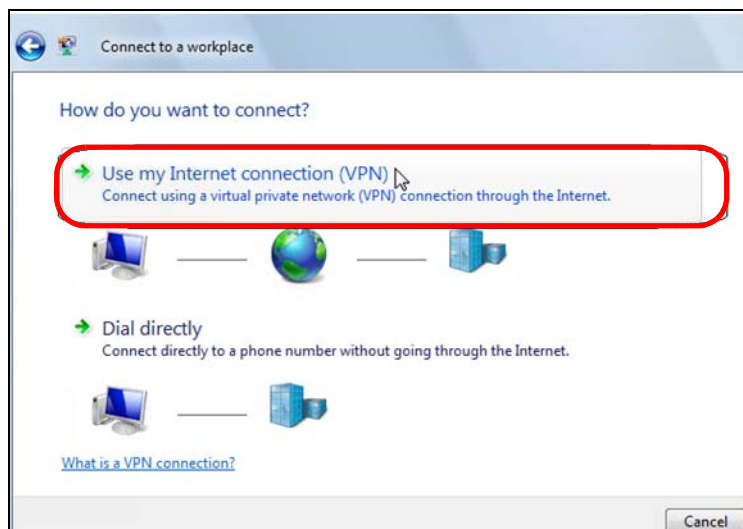 Connect to a workplace
How do you want to connect?
Use my Internet connection (VPN)
Connect using a virtual private network (VPN) connection through the Internet.
Dial directly
Connect directly to a phone number without going through the Internet.
What is a VPN connection?
Cancel